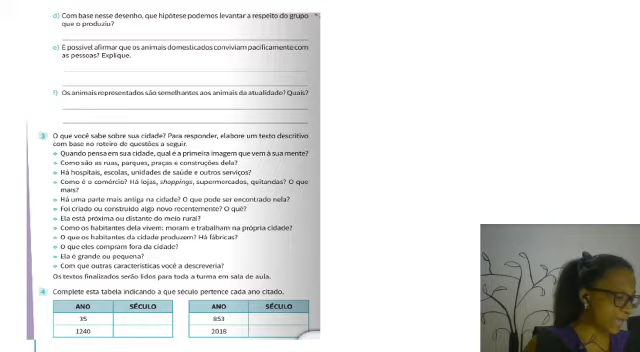 d) Com base nesse desenho, que hipótese podemos levantar a respeito do grupo
que o produziu?
e) É possível afirmar que os animais domesticados conviviam pacificamente com
as pessoas? Explique.
f) Os animais representados são semelhantes aos animais da atualidade? Quais?
3 O que você sabe sobre sua cidade? Para responder, elabore um texto descritivo
com base no roteiro de questões a seguir.
Quando pensa em sua cidade, qual é a primeira imagem que vem à sua mente?
Como são as ruas, parques, praças e construções dela?
Há hospitais, escolas, unidades de saúde e outros serviços?
Como é o comércio? Há lojas, shoppings, supermercados, quitandas? O que
mais?
Há uma parte mais antiga na cidade? O que pode ser encontrado nela?
Foi criado ou construído algo novo recentemente? O quê?
Ela está próxima ou distante do meio rural?
Como os habitantes dela vivem: moram e trabalham na própria cidade?
O que os habitantes da cidade produzem? Há fábricas?
O que eles compram fora da cidade?
Ela é grande ou pequena?
Com que outras características você a descreveria?
Os textos finalizados serão lidos para toda a turma em sala de aula.
4 Complete esta tabela indicando a que século pertence cada ano citado.
ANO SÉCULO ANO SÉCULO
35 853
1240 2018